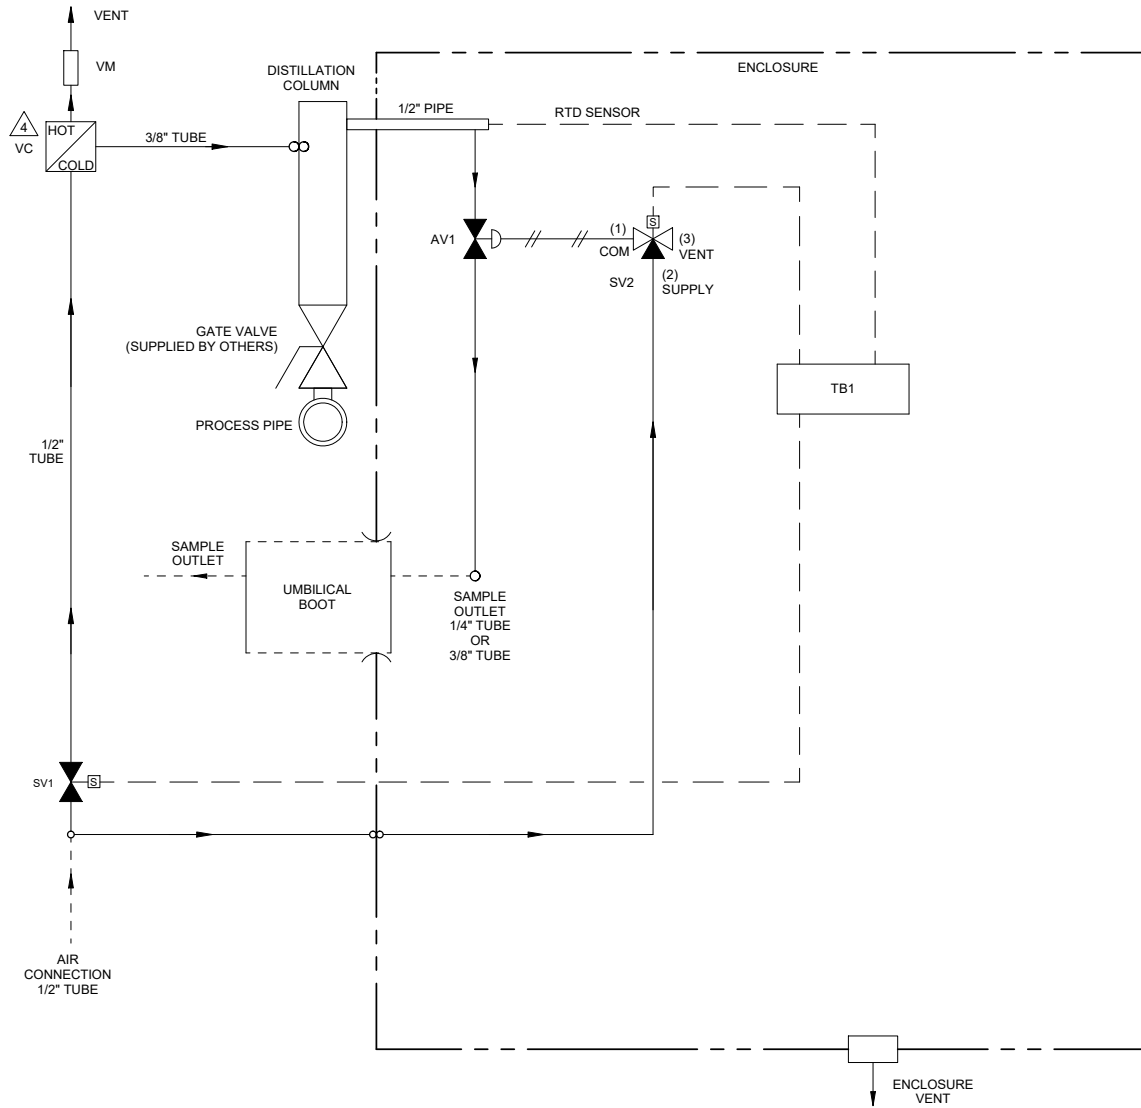 VENT
VM
ENCLOSURE
DISTILLATION
COLUMN
1/2" PIPE
RTD SENSOR
4
HOT
VC
COLD
3/8" TUBE
S
(1)
AV1
(3)
COM
VENT
(2)
SV2
SUPPLY
GATE VALVE
(SUPPLIED BY OTHERS)
TB1
PROCESS PIPE
1/2"
TUBE
SAMPLE
OUTLET
UMBILICAL
BOOT
SAMPLE
OUTLET
1/4" TUBE
OR
3/8" TUBE
SV1
S
AIR
CONNECTION
1/2" TUBE
ENCLOSURE
VENT